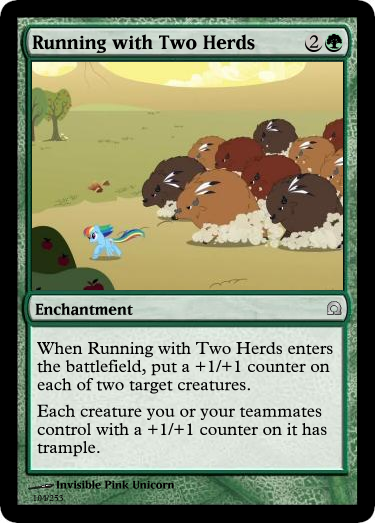 Running with Two Herds 2
Enchantment
When Running with Two Herds enters
the battlefield, put a +1/+1 counter on
each of two target creatures.
Each creature you or your teammates
control with a +1/+1 counter on it has
trample.
Invisible Pink Unicorn
104/253